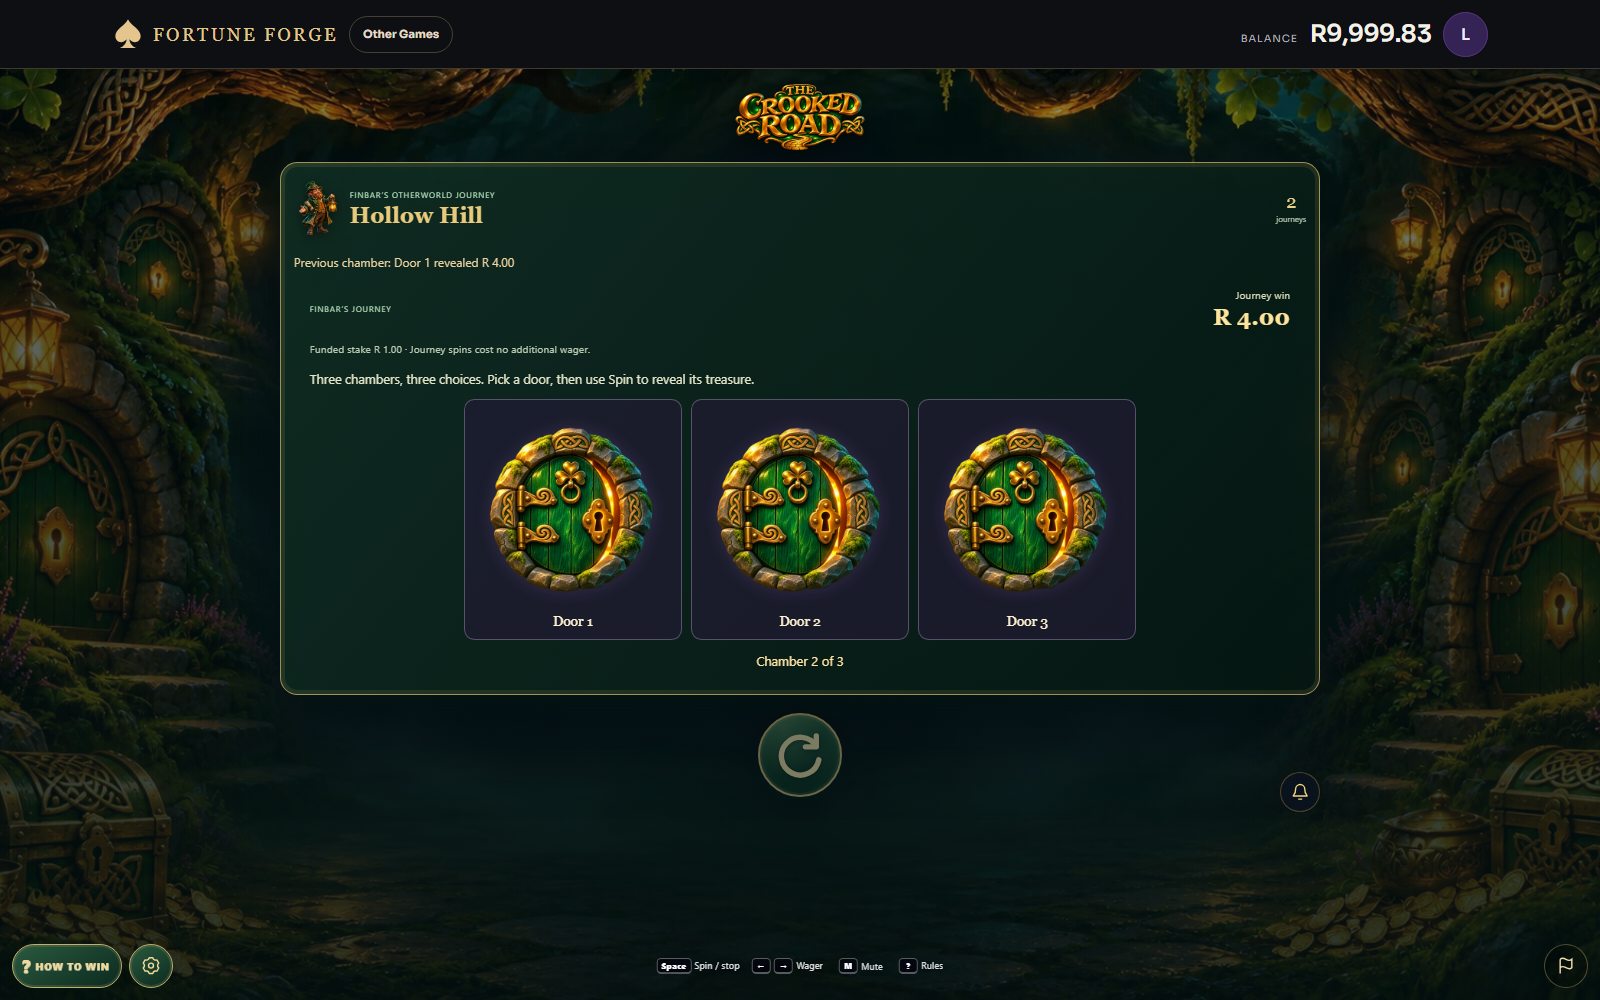 FORTUNE FORGE
Other Games
BALANCE R9,999.83 L
THE
CROOKED
ROAD
FINBAR'S OTHERWORLD JOURNEY
Hollow Hill
2
journeys
Previous chamber: Door 1 revealed R 4.00
FINBAR'S JOURNEY
Journey win
R 4.00
Funded stake R 1.00 · Journey spins cost no additional wager.
Three chambers, three choices. Pick a door, then use Spin to reveal its treasure.
Door 1
Door 2
Door 3
Chamber 2 of 3
? HOW TO WIN
Space Spin / stop ← → Wager M Mute ? Rules